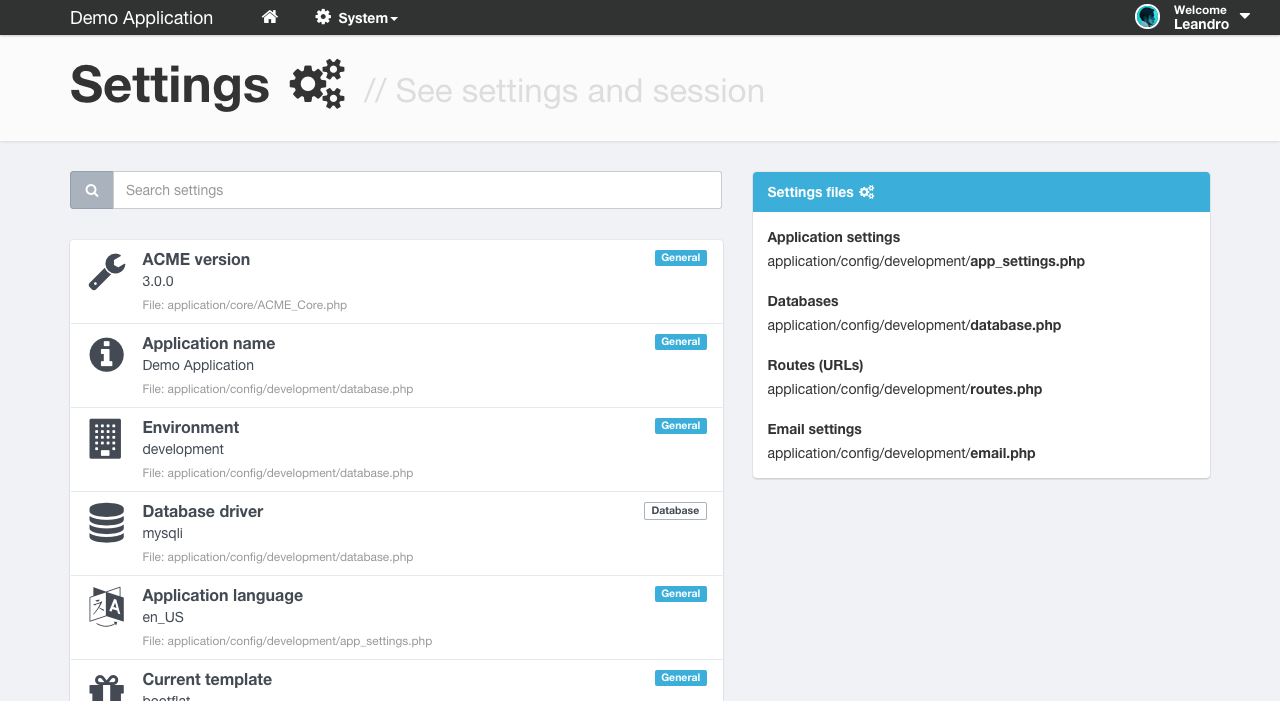 Demo Application
System
Welcome
Leandro
Settings // See settings and session
Search settings
ACME version
General
3.0.0
File: application/core/ACME_Core.php
Application name
General
Demo Application
File: application/config/development/database.php
Environment
General
development
File: application/config/development/database.php
Database driver
Database
mysqli
File: application/config/development/database.php
Application language
General
en_US
File: application/config/development/app_settings.php
Current template
General
bootflat
Settings files
Application settings
application/config/development/app_settings.php
Databases
application/config/development/database.php
Routes (URLs)
application/config/development/routes.php
Email settings
application/config/development/email.php